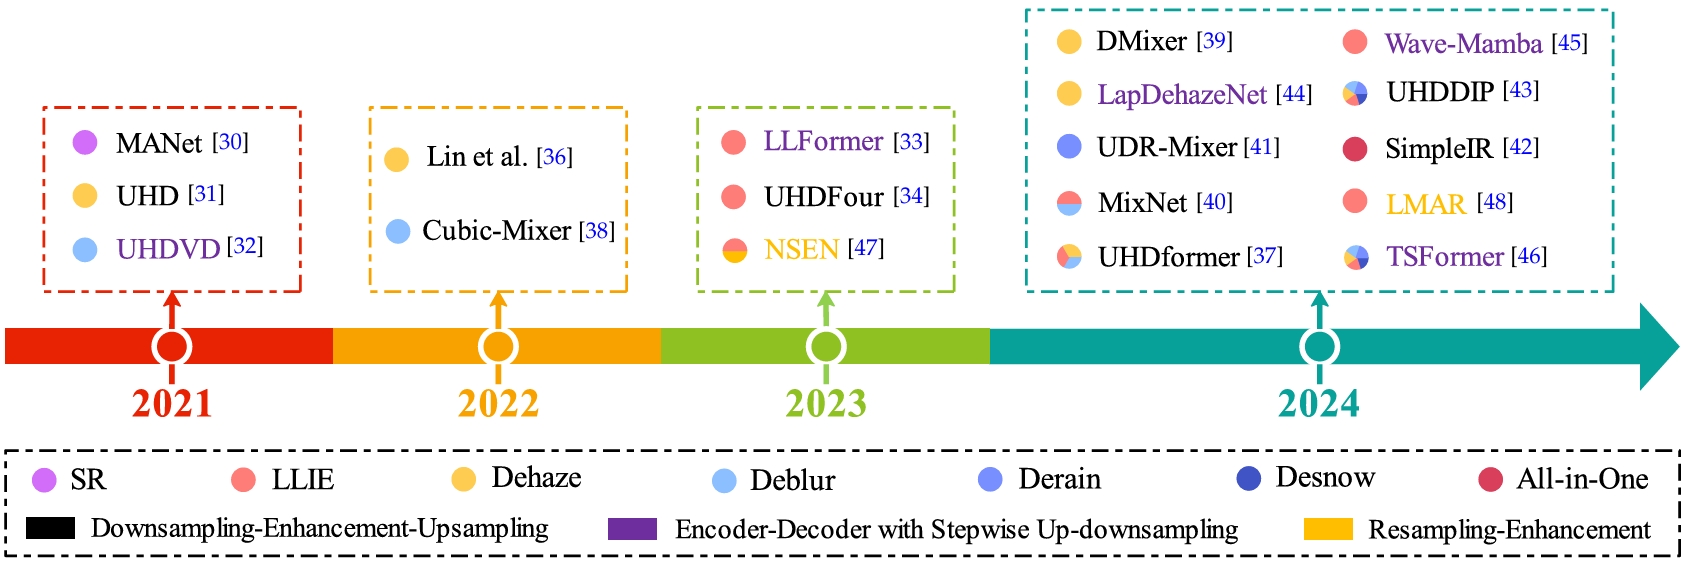 MANet [30]
UHD [31]
UHDVD [32]
Lin et al. [36]
Cubic-Mixer [38]
LLFormer [33]
UHDFour [34]
NSEN [47]
DMixer [39]
Wave-Mamba [45]
LapDehazeNet [44]
UHDDIP [43]
UDR-Mixer [41]
SimpleIR [42]
MixNet [40]
LMAR [48]
UHDformer [37]
TSFormer [46]
2021
2022
2023
2024
SR
LLIE
Dehaze
Deblur
Derain
Desnow
All-in-One
Downsampling-Enhancement-Upsampling
Encoder-Decoder with Stepwise Up-downsampling
Resampling-Enhancement